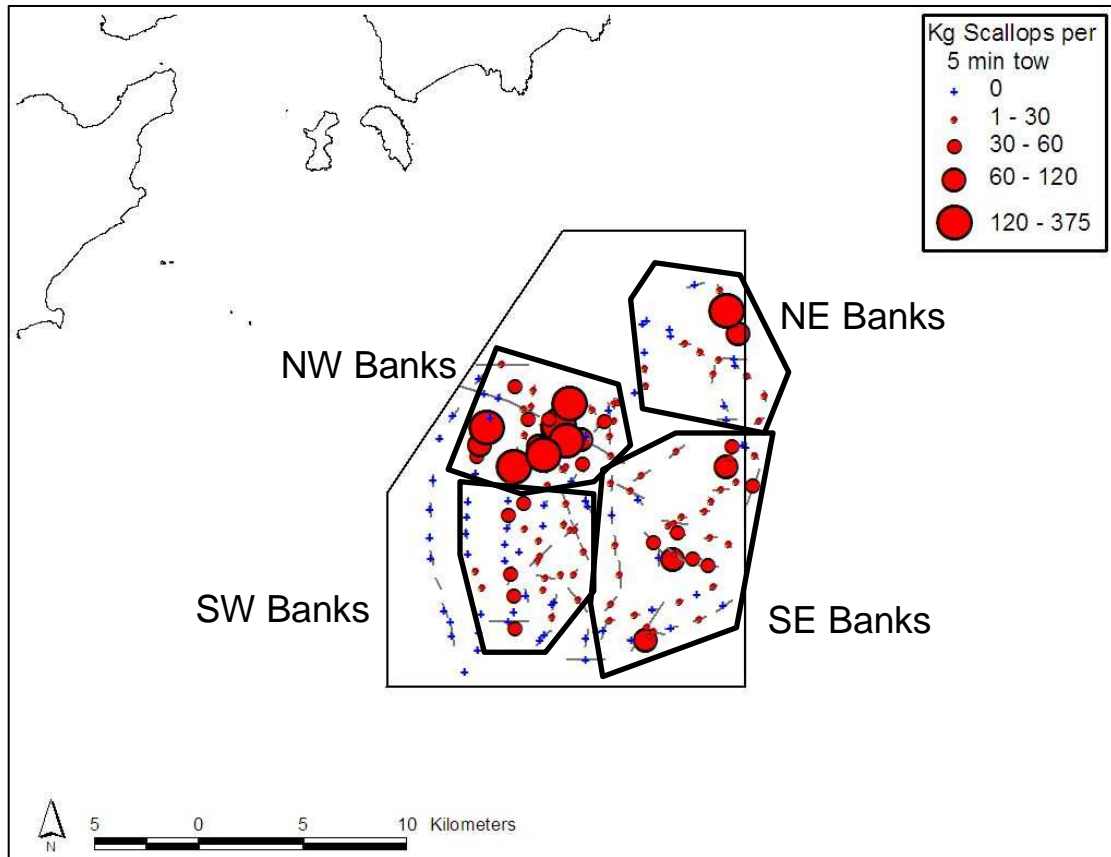 Kg Scallops per
5 min tow
0
1 - 30
30 - 60
60 - 120
120 - 375
NE Banks
NW Banks
SW Banks
SE Banks
N
5 0 5 10 Kilometers